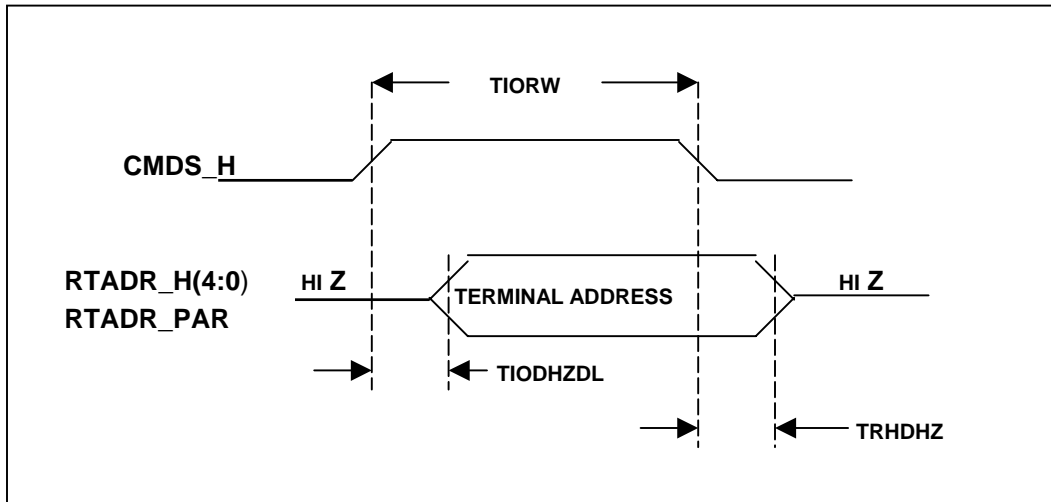 TIORW
CMDS_H
RTADR_H(4:0)
RTADR_PAR
HI Z
TERMINAL ADDRESS
HI Z
TIODHZDL
TRHDHZ